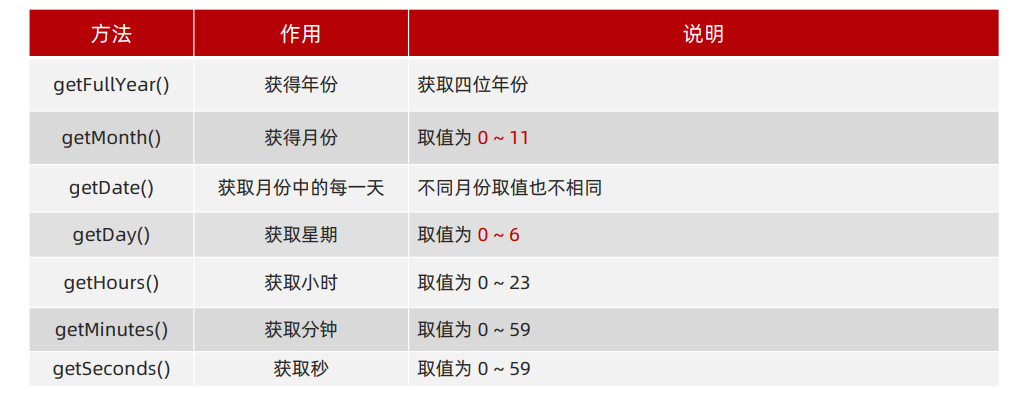 方法 作用 说明
getFullYear() 获得年份 获取四位年份
getMonth() 获得月份 取值为 0 ~ 11
getDate() 获取月份中的每一天 不同月份取值也不相同
getDay() 获取星期 取值为 0 ~ 6
getHours() 获取小时 取值为 0 ~ 23
getMinutes() 获取分钟 取值为 0 ~ 59
getSeconds() 获取秒 取值为 0 ~ 59